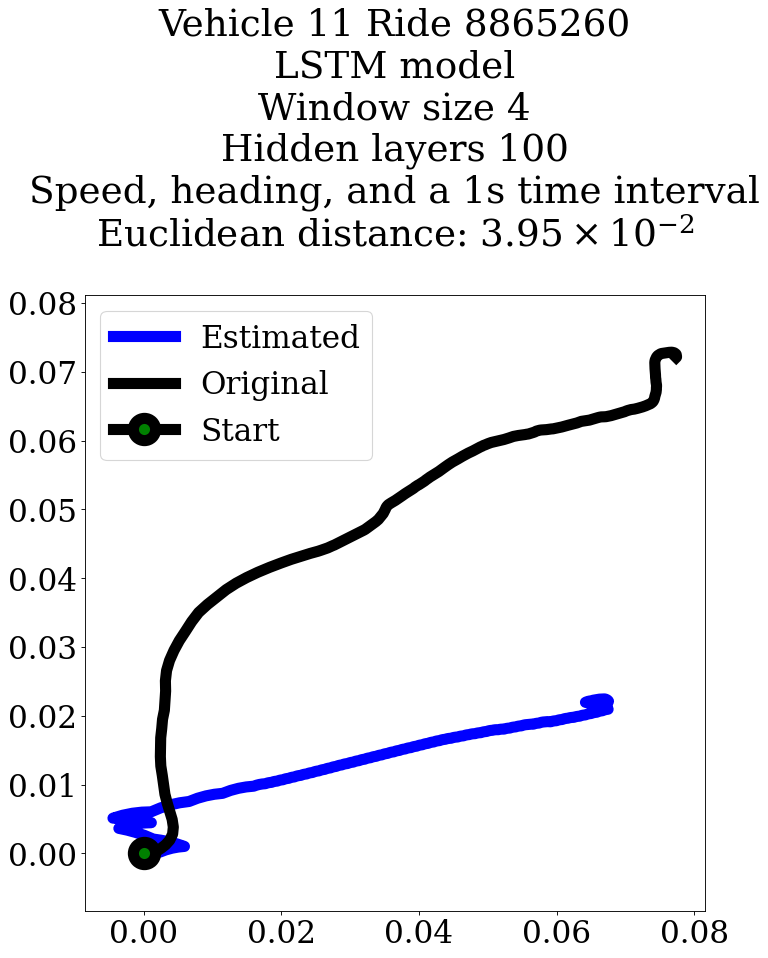 Vehicle 11 Ride 8865260
LSTM model
Window size 4
Hidden layers 100
Speed, heading, and a 1s time interval
Euclidean distance: 3.95 × 10⁻²
0.08
0.07
0.06
0.05
0.04
0.03
0.02
0.01
0.00
Estimated
Original
Start
0.00 0.02 0.04 0.06 0.08